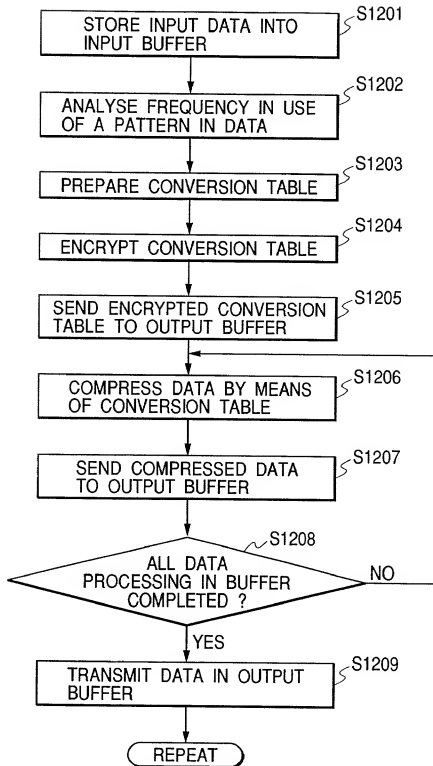 S1201
STORE INPUT DATA INTO
INPUT BUFFER
S1202
ANALYSE FREQUENCY IN USE
OF A PATTERN IN DATA
S1203
PREPARE CONVERSION TABLE
S1204
ENCRYPT CONVERSION TABLE
S1205
SEND ENCRYPTED CONVERSION
TABLE TO OUTPUT BUFFER
S1206
COMPRESS DATA BY MEANS
OF CONVERSION TABLE
S1207
SEND COMPRESSED DATA
TO OUTPUT BUFFER
S1208
ALL DATA
PROCESSING IN BUFFER
COMPLETED ?
NO
YES
S1209
TRANSMIT DATA IN OUTPUT
BUFFER
REPEAT